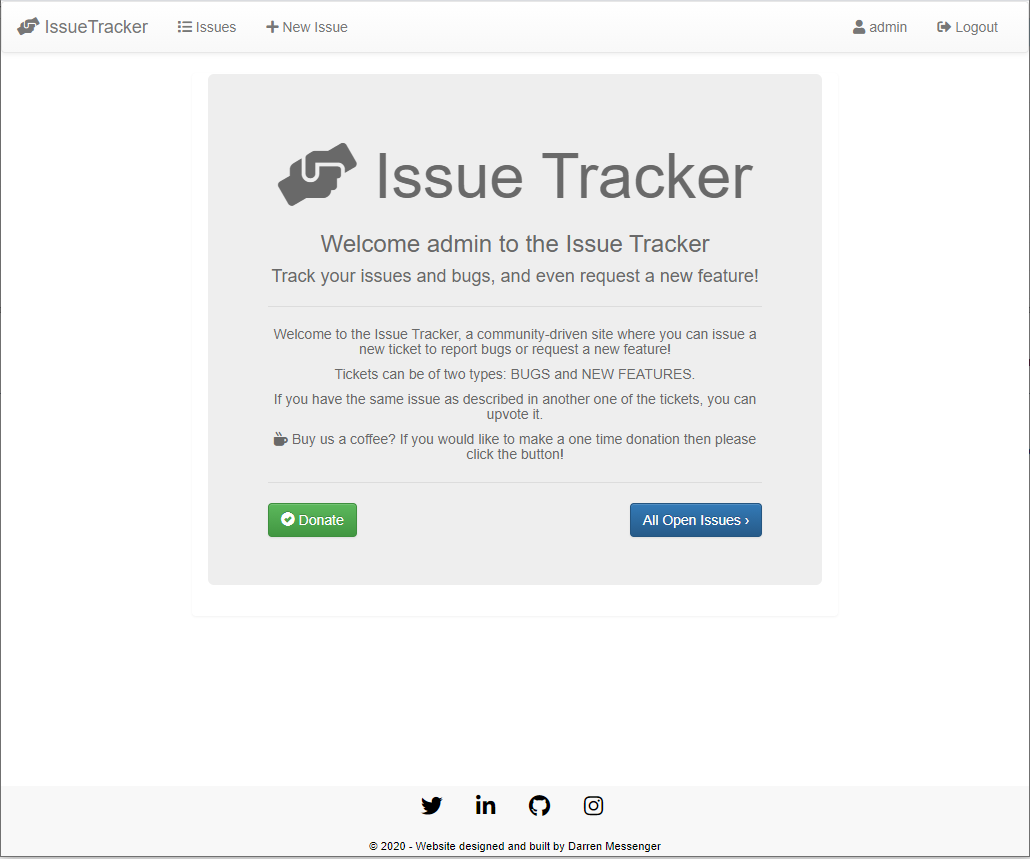 IssueTracker Issues New Issue admin Logout
Issue Tracker
Welcome admin to the Issue Tracker
Track your issues and bugs, and even request a new feature!
Welcome to the Issue Tracker, a community-driven site where you can issue a
new ticket to report bugs or request a new feature!
Tickets can be of two types: BUGS and NEW FEATURES.
If you have the same issue as described in another one of the tickets, you can
upvote it.
Buy us a coffee? If you would like to make a one time donation then please
click the button!
Donate All Open Issues ›
© 2020 - Website designed and built by Darren Messenger